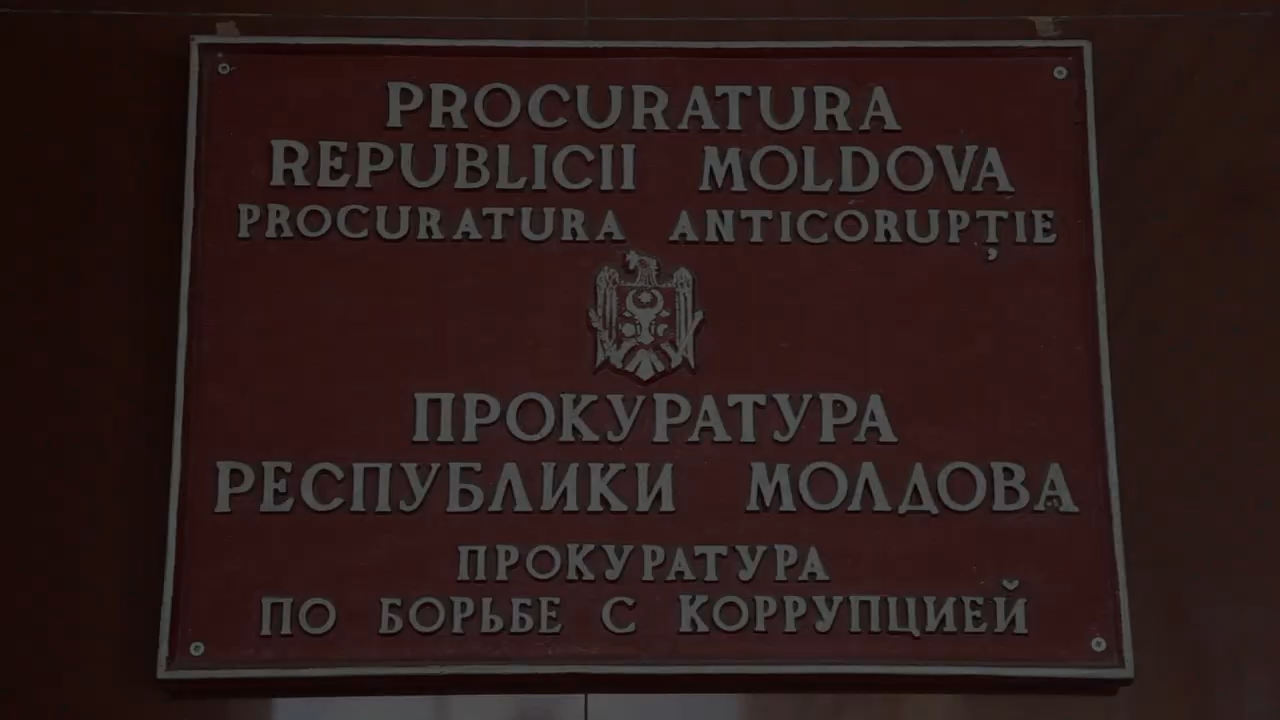 PROCURATURA
REPUBLICII MOLDOVA
PROCURATURA ANTICORUPȚIE
ПРОКУРАТУРА
РЕСПУБЛИКИ МОЛДОВА
ПРОКУРАТУРА
ПО БОРЬБЕ С КОРРУПЦИЕЙ